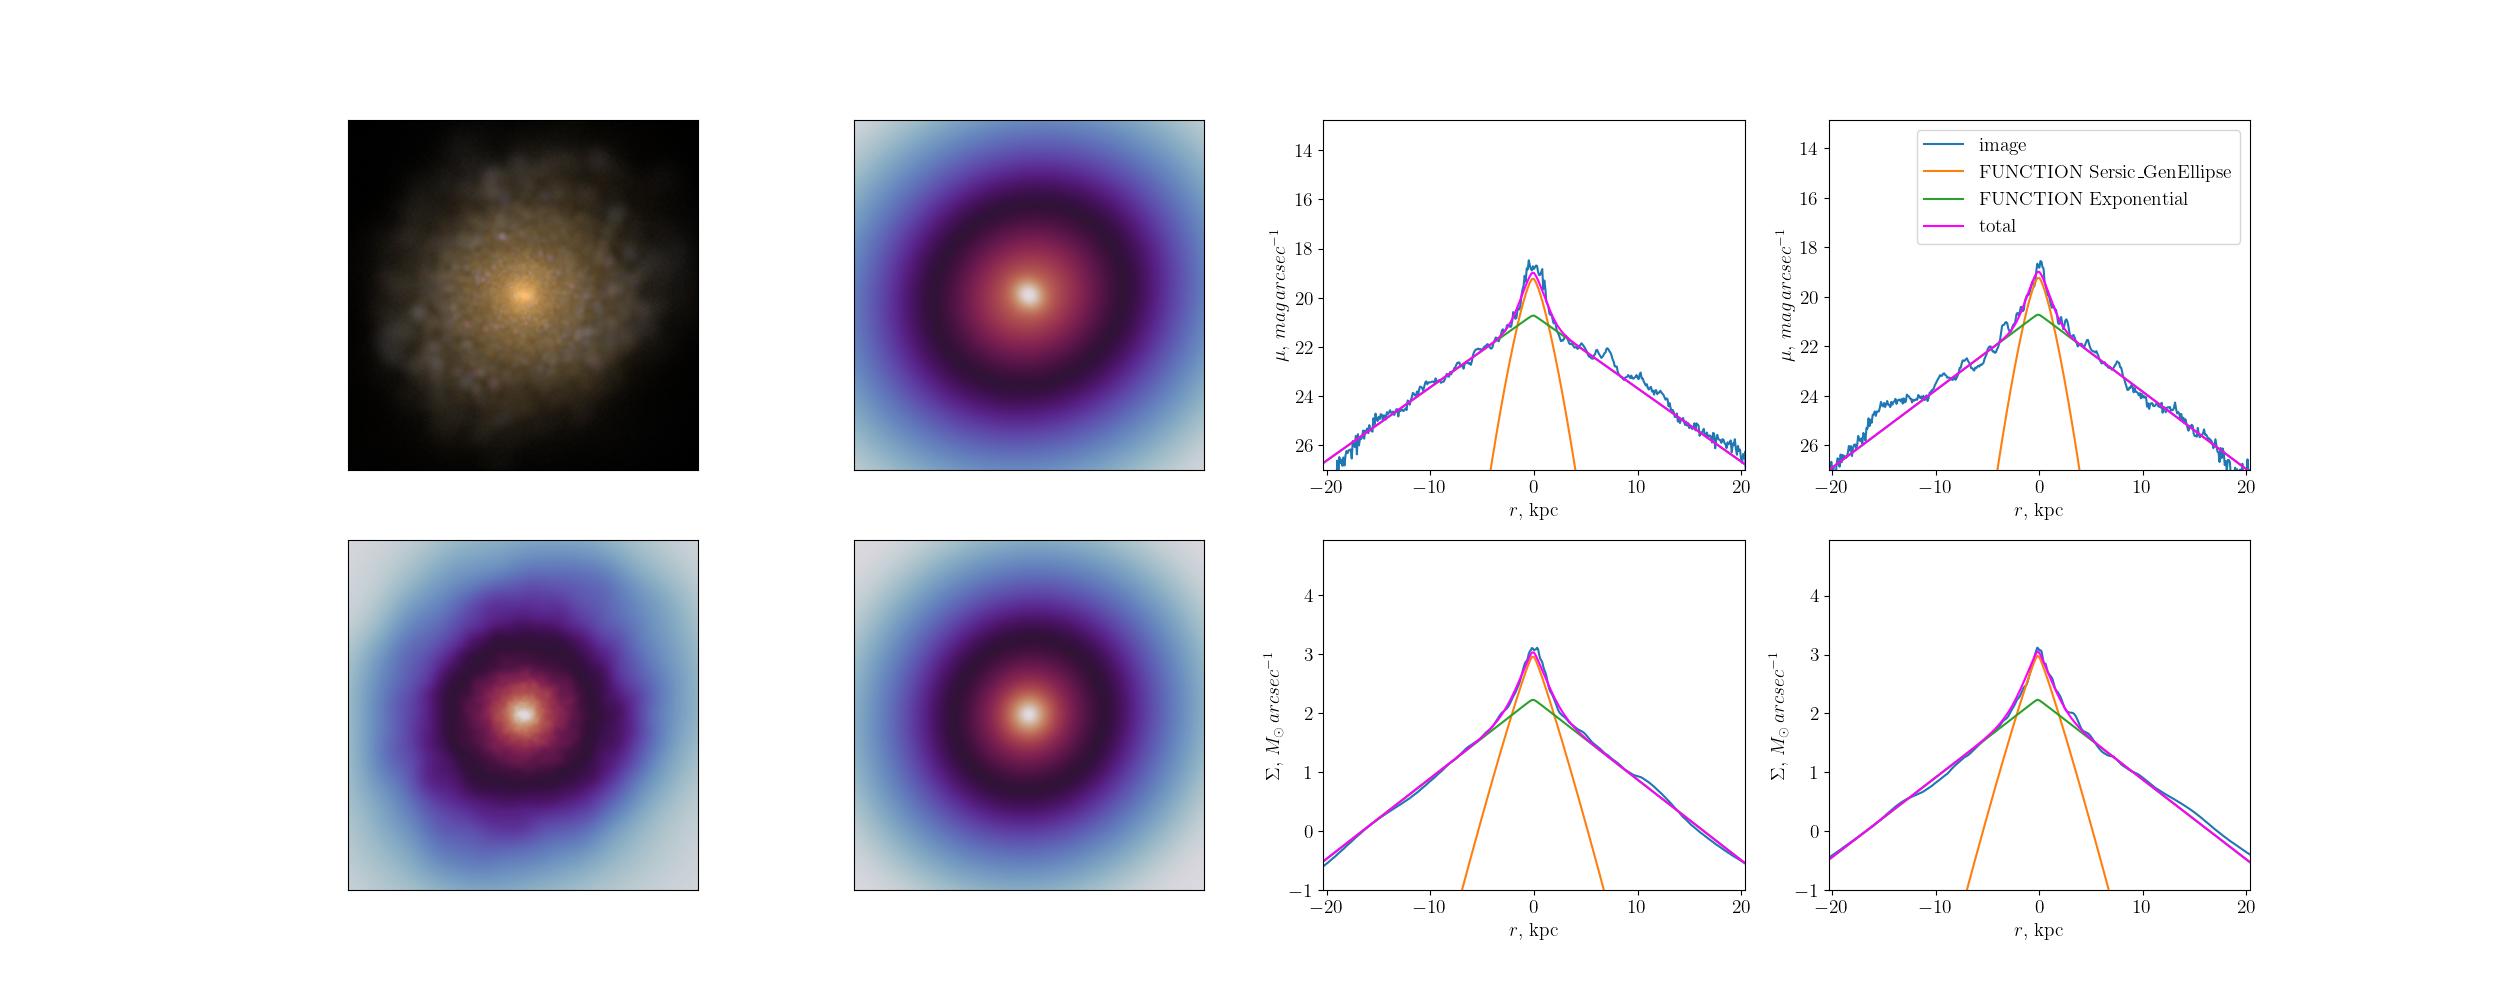 14
16
18
20
22
24
26
μ, mag arcsec⁻¹
−20 −10 0 10 20
r, kpc
14
16
18
20
22
24
26
μ, mag arcsec⁻¹
image
FUNCTION Sersic_GenEllipse
FUNCTION Exponential
total
−20 −10 0 10 20
r, kpc
4
3
2
1
0
−1
Σ, M⊙ arcsec⁻¹
−20 −10 0 10 20
r, kpc
4
3
2
1
0
−1
Σ, M⊙ arcsec⁻¹
−20 −10 0 10 20
r, kpc